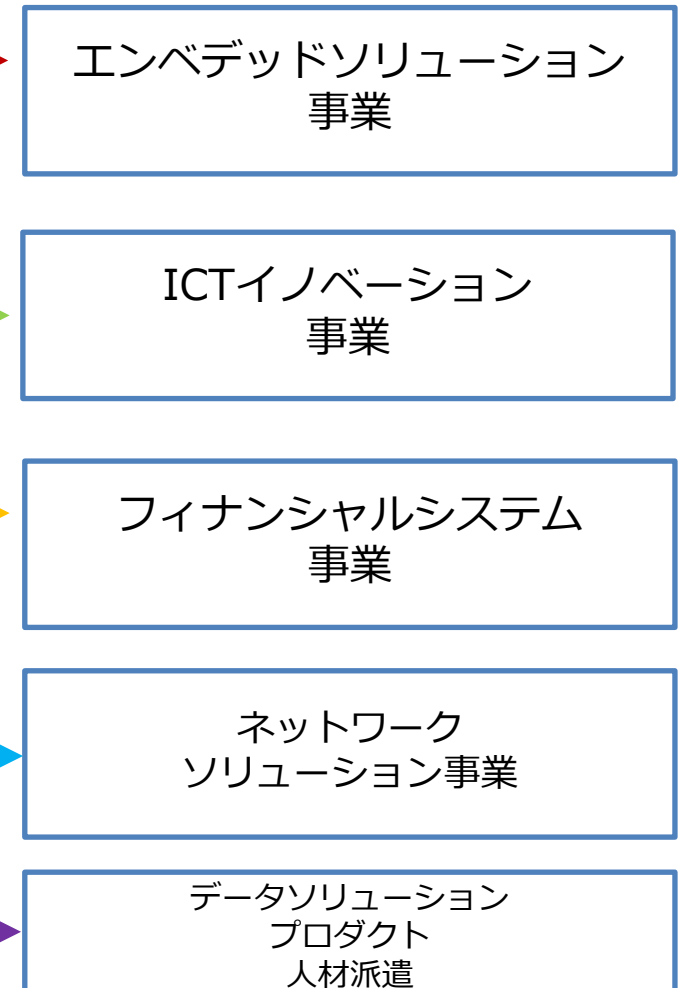 エンベデッドソリューション
事業
ICTイノベーション
事業
フィナンシャルシステム
事業
ネットワーク
ソリューション事業
データソリューション
プロダクト
人材派遣